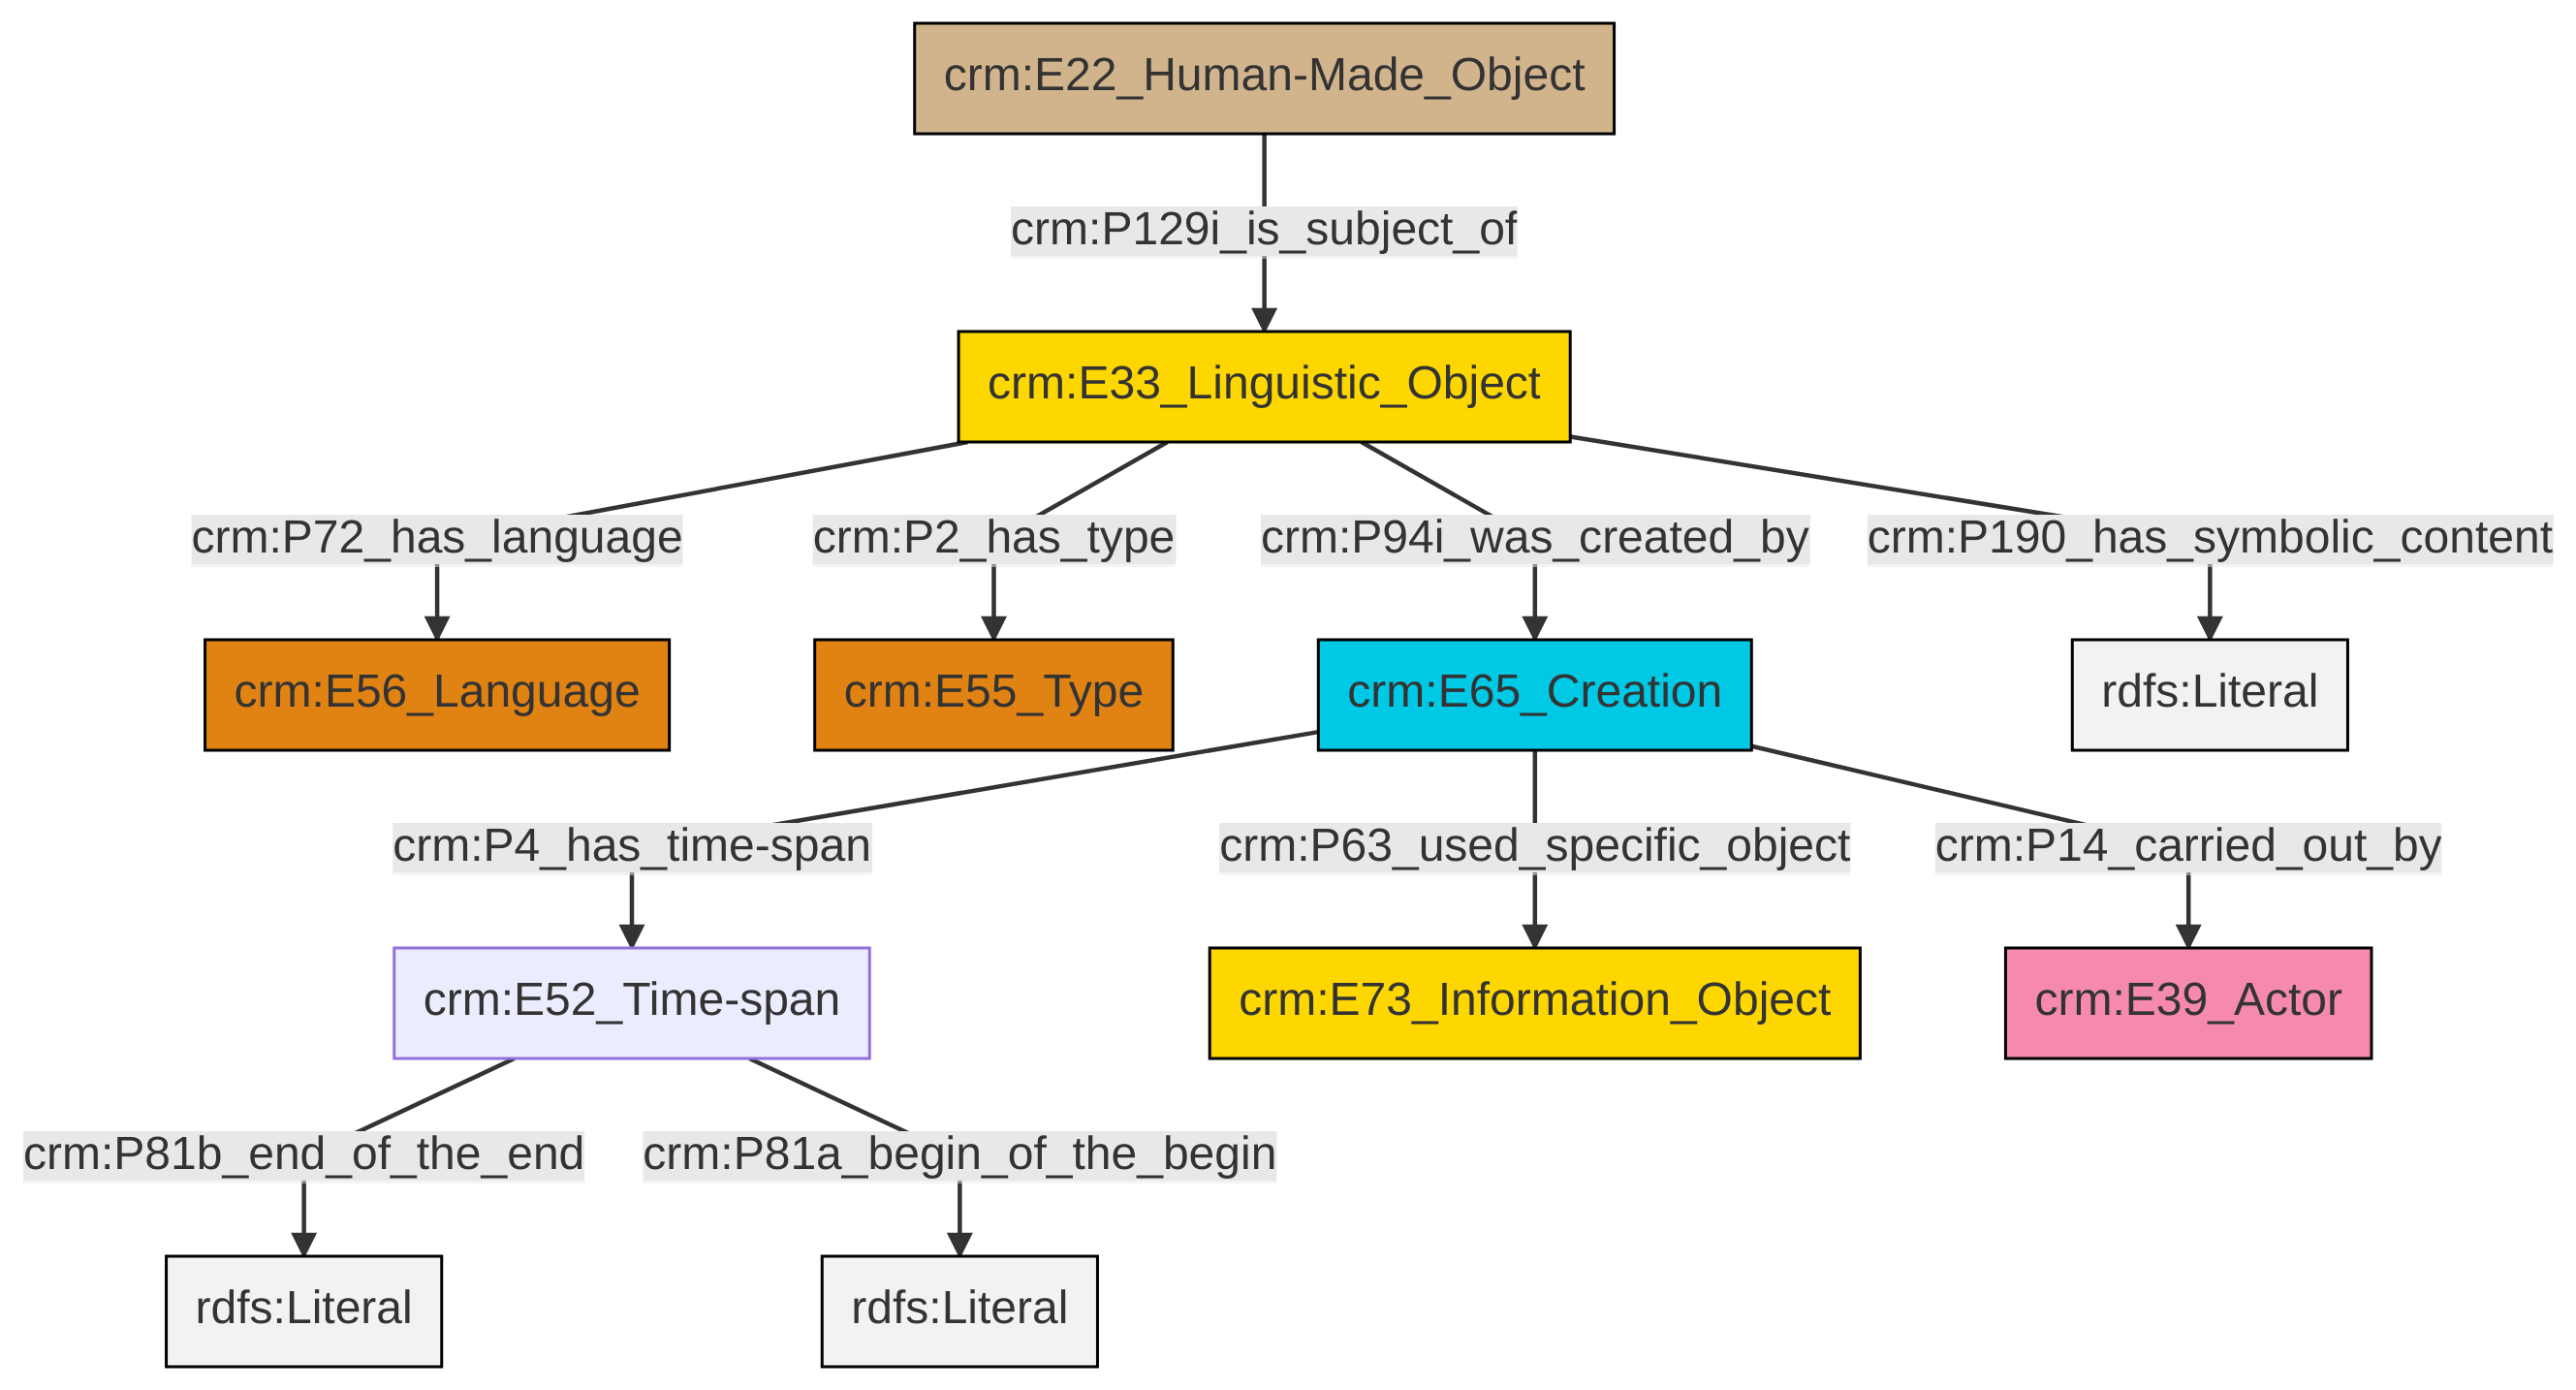 crm:E22_Human-Made_Object
crm:P129i_is_subject_of
crm:E33_Linguistic_Object
crm:P72_has_language
crm:P2_has_type
crm:P94i_was_created_by
crm:P190_has_symbolic_content
crm:E56_Language
crm:E55_Type
crm:E65_Creation
rdfs:Literal
crm:P4_has_time-span
crm:P63_used_specific_object
crm:P14_carried_out_by
crm:E52_Time-span
crm:E73_Information_Object
crm:E39_Actor
crm:P81b_end_of_the_end
crm:P81a_begin_of_the_begin
rdfs:Literal
rdfs:Literal